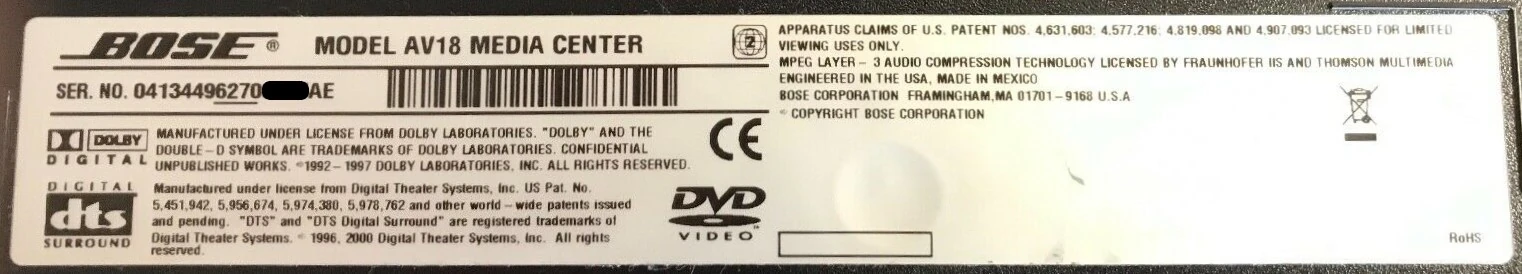 BOSE® MODEL AV18 MEDIA CENTER
SER. NO. 04134496270 AE
DOLBY
DIGITAL
MANUFACTURED UNDER LICENSE FROM DOLBY LABORATORIES. "DOLBY" AND THE
DOUBLE-D SYMBOL ARE TRADEMARKS OF DOLBY LABORATORIES. CONFIDENTIAL
UNPUBLISHED WORKS. ©1992-1997 DOLBY LABORATORIES, INC. ALL RIGHTS RESERVED.
CE
DIGITAL
dts
SURROUND
Manufactured under license from Digital Theater Systems, Inc. US Pat. No.
5,451,942, 5,956,674, 5,974,380, 5,978,762 and other world-wide patents issued
and pending. "DTS" and "DTS Digital Surround" are registered trademarks of
Digital Theater Systems. © 1996, 2000 Digital Theater Systems, Inc. All rights
reserved.
DVD™
VIDEO
2
APPARATUS CLAIMS OF U.S. PATENT NOS. 4,631,603; 4,577,216; 4,819,098 AND 4,907,093 LICENSED FOR LIMITED
VIEWING USES ONLY.
MPEG LAYER-3 AUDIO COMPRESSION TECHNOLOGY LICENSED BY FRAUNHOFER IIS AND THOMSON MULTIMEDIA
ENGINEERED IN THE USA, MADE IN MEXICO
BOSE CORPORATION FRAMINGHAM,MA 01701-9168 U.S.A
© COPYRIGHT BOSE CORPORATION
RoHS